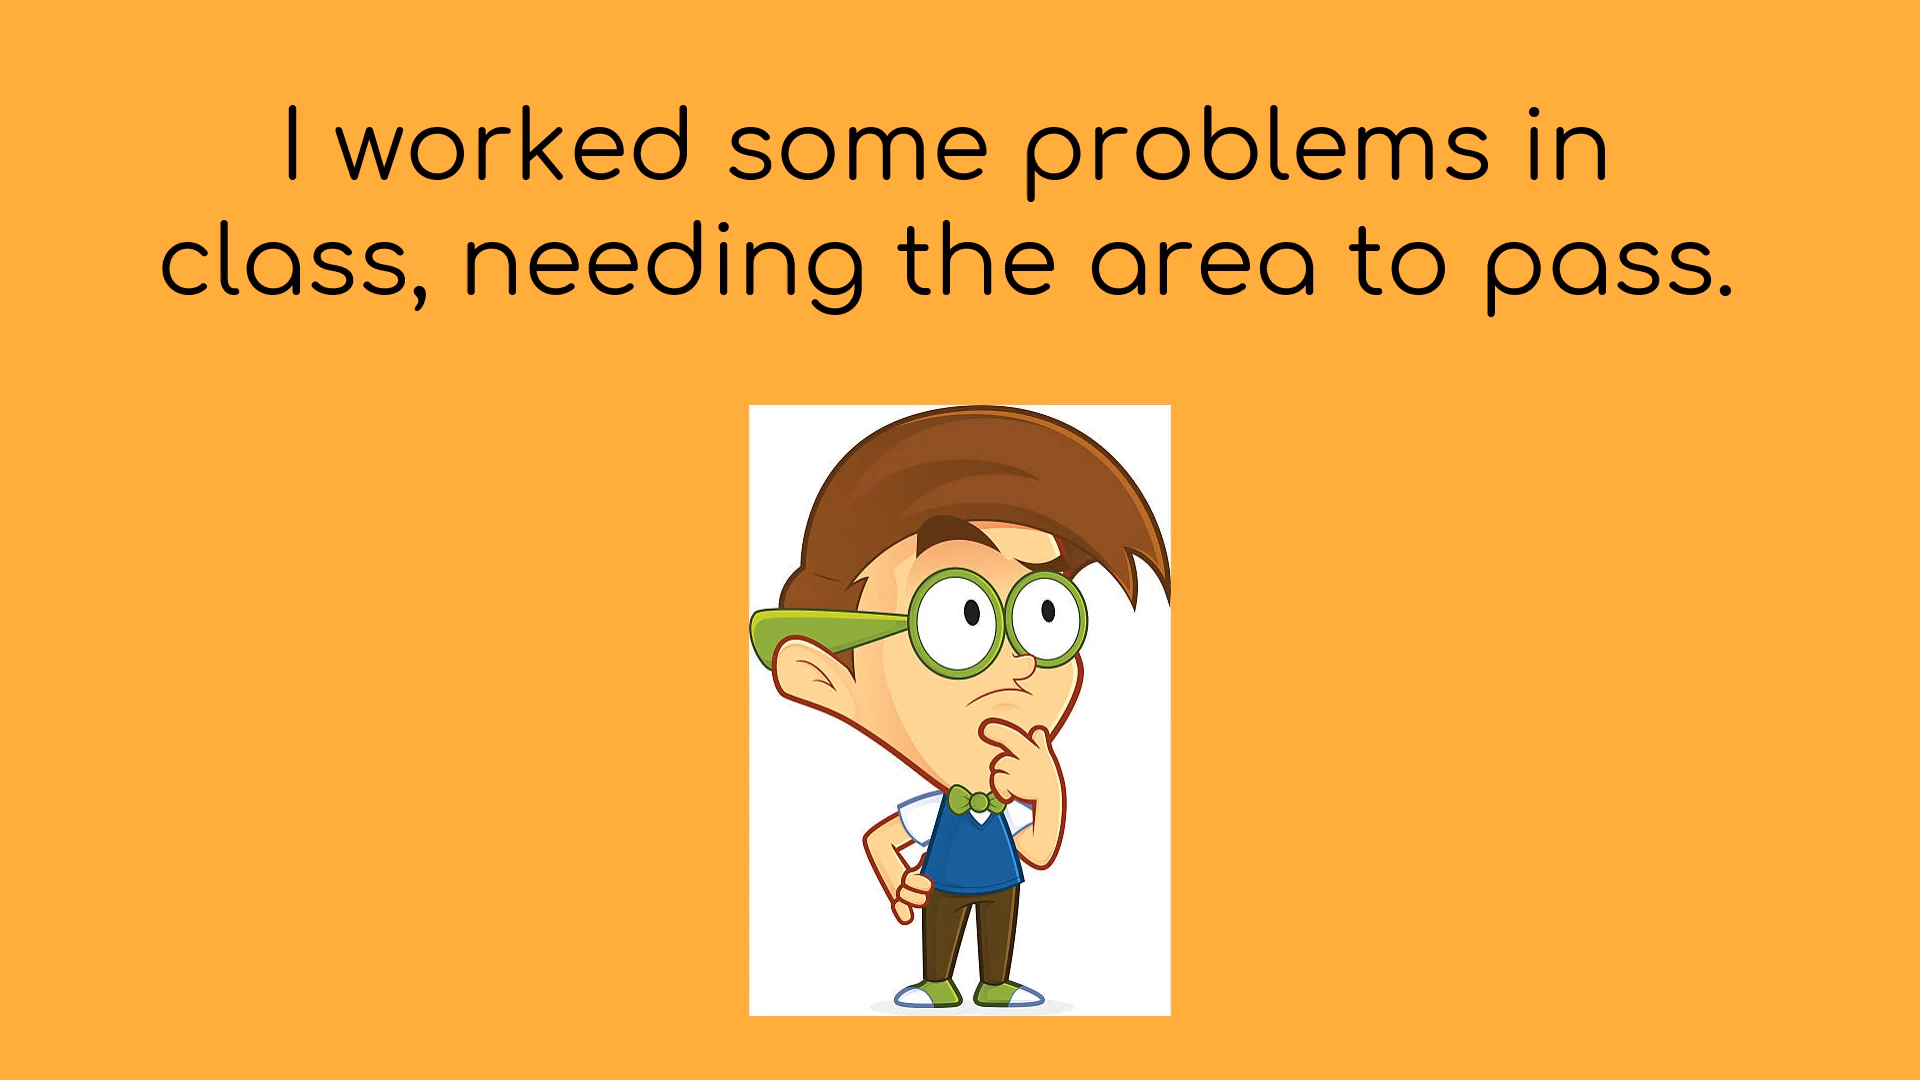 I worked some problems in
class, needing the area to pass.